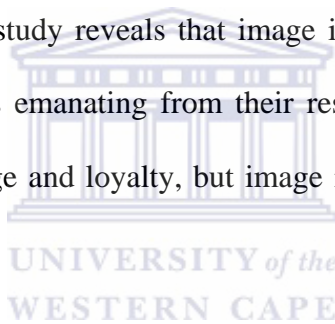 study reveals that image i
emanating from their res
ge and loyalty, but image
UNIVERSITY of the
WESTERN CAPE